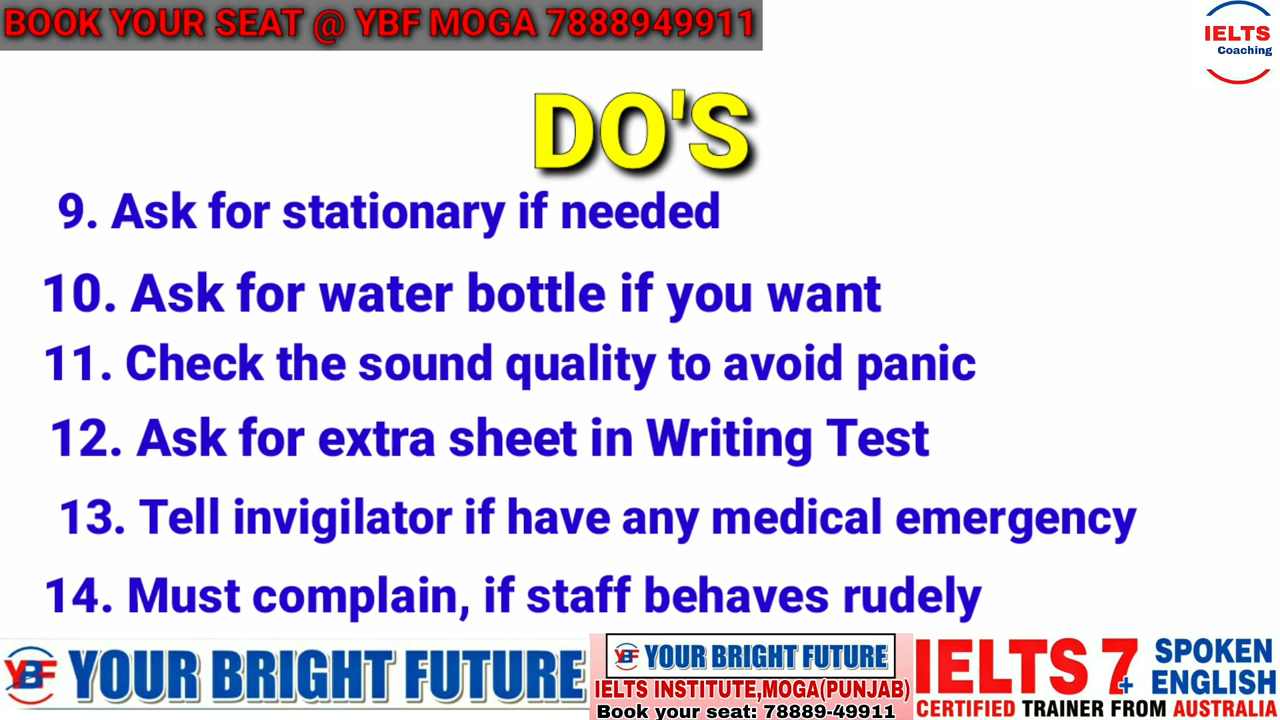 BOOK YOUR SEAT @ YBF MOGA 7888949911
IELTS
Coaching
DO'S
9. Ask for stationary if needed
10. Ask for water bottle if you want
11. Check the sound quality to avoid panic
12. Ask for extra sheet in Writing Test
13. Tell invigilator if have any medical emergency
14. Must complain, if staff behaves rudely
YBF YOUR BRIGHT FUTURE
YBF YOUR BRIGHT FUTURE
IELTS INSTITUTE,MOGA(PUNJAB)
Book your seat: 78889-49911
IELTS 7+ SPOKEN ENGLISH
CERTIFIED TRAINER FROM AUSTRALIA